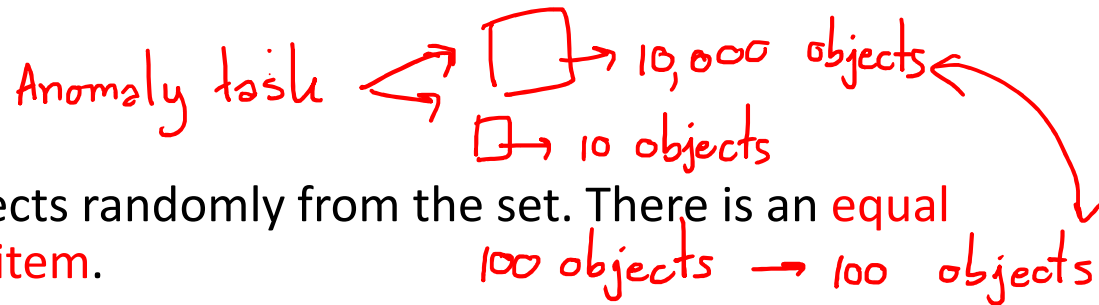 Anomaly task → 10,000 objects
→ 10 objects
ects randomly from the set. There is an equal
item.
100 objects → 100 objects